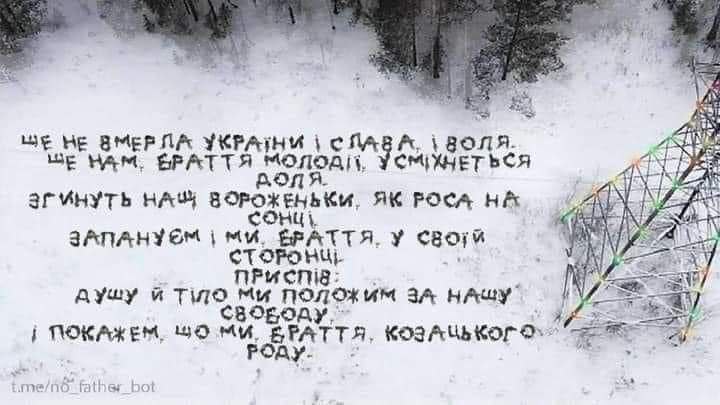 ЩЕ НЕ ВМЕРЛА УКРАЇНИ І СЛАВА, І ВОЛЯ.
ЩЕ НАМ, БРАТТЯ МОЛОДІЇ, УСМІХНЕТЬСЯ
ДОЛЯ.
ЗГИНУТЬ НАШІ ВОРОЖЕНЬКИ, ЯК РОСА НА
СОНЦІ.
ЗАПАНУЄМ І МИ, БРАТТЯ, У СВОЇЙ
СТОРОНЦІ.
ПРИСПІВ:
ДУШУ Й ТІЛО МИ ПОЛОЖИМ ЗА НАШУ
СВОБОДУ,
І ПОКАЖЕМ, ЩО МИ, БРАТТЯ, КОЗАЦЬКОГО
РОДУ.
t.me/no_father_bot